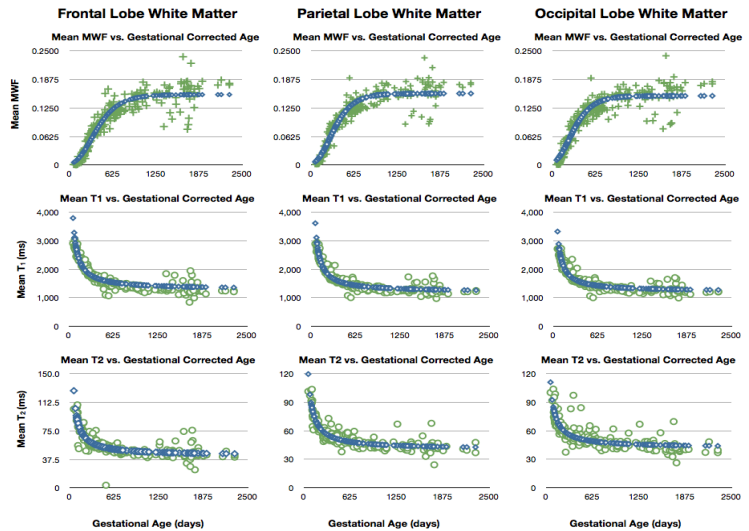 Frontal Lobe White Matter Parietal Lobe White Matter Occipital Lobe White Matter
Mean MWF vs. Gestational Corrected Age Mean MWF vs. Gestational Corrected Age Mean MWF vs. Gestational Corrected Age
Mean MWF
0.2500 0.2500 0.2500
0.1875 0.1875 0.1875
0.1250 0.1250 0.1250
0.0625 0.0625 0.0625
0 0 0
0 625 1250 1875 2500 0 625 1250 1875 2500 0 625 1250 1875 2500
Mean T1 vs. Gestational Corrected Age Mean T1 vs. Gestational Corrected Age Mean T1 vs. Gestational Corrected Age
Mean T₁ (ms)
4,000 4,000 4,000
3,000 3,000 3,000
2,000 2,000 2,000
1,000 1,000 1,000
0 0 0
0 625 1250 1875 2500 0 625 1250 1875 2500 0 625 1250 1875 2500
Mean T2 vs. Gestational Corrected Age Mean T2 vs. Gestational Corrected Age Mean T2 vs. Gestational Corrected Age
Mean T₂ (ms)
150.0 120 120
112.5 90 90
75.0 60 60
37.5 30 30
0 0 0
0 625 1250 1875 2500 0 625 1250 1875 2500 0 625 1250 1875 2500
Gestational Age (days) Gestational Age (days) Gestational Age (days)